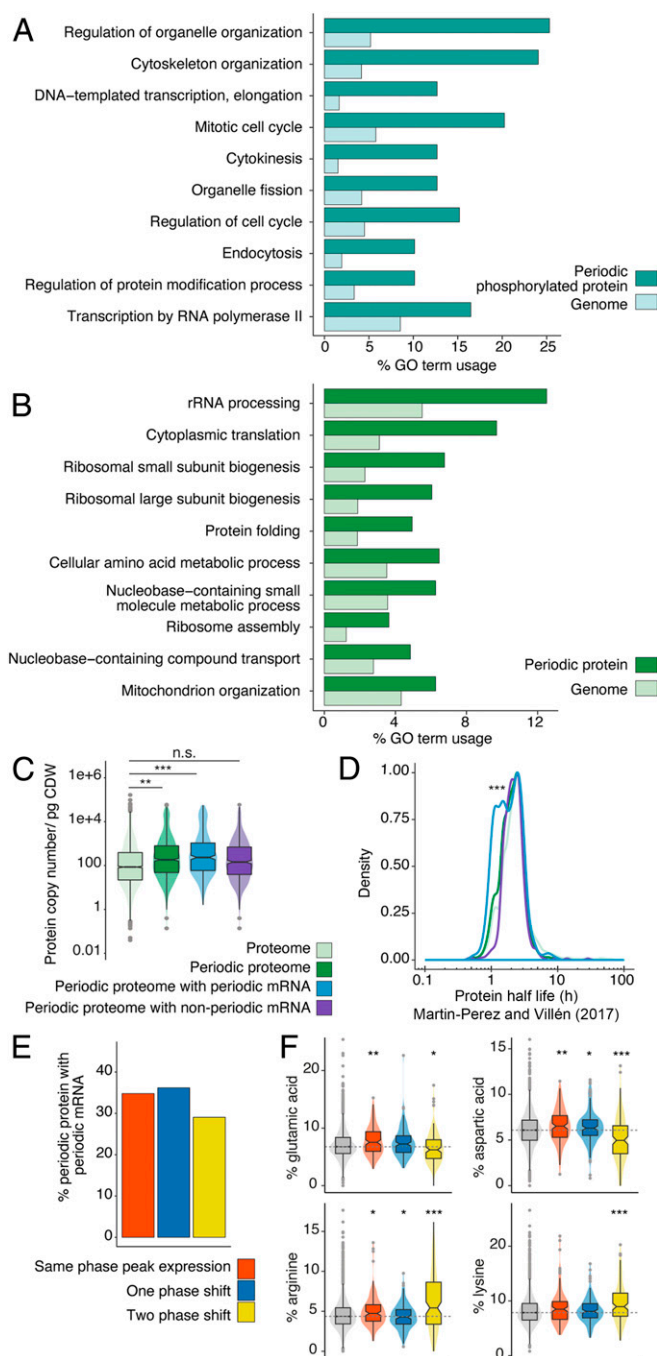 A
Regulation of organelle organization
Cytoskeleton organization
DNA-templated transcription, elongation
Mitotic cell cycle
Cytokinesis
Organelle fission
Regulation of cell cycle
Endocytosis
Regulation of protein modification process
Transcription by RNA polymerase II
Periodic
phosphorylated protein
Genome
0 5 10 15 20 25
% GO term usage
B
rRNA processing
Cytoplasmic translation
Ribosomal small subunit biogenesis
Ribosomal large subunit biogenesis
Protein folding
Cellular amino acid metabolic process
Nucleobase-containing small
molecule metabolic process
Ribosome assembly
Nucleobase-containing compound transport
Mitochondrion organization
Periodic protein
Genome
0 4 8 12
% GO term usage
C
n.s.
***
**
Protein copy number/ pg CDW
1e+6
1e+4
100
1
0.01
Proteome
Periodic proteome
Periodic proteome with periodic mRNA
Periodic proteome with non-periodic mRNA
D
***
Density
1.00
0.75
0.50
0.25
0.00
0.1 1 10 100
Protein half life (h)
Martin-Perez and Villén (2017)
E
% periodic protein with
periodic mRNA
40
30
20
10
0
Same phase peak expression
One phase shift
Two phase shift
F
% glutamic acid
20
10
0
** *
% aspartic acid
15
10
5
0
** * ***
% arginine
15
10
5
0
* * ***
% lysine
20
10
0
***